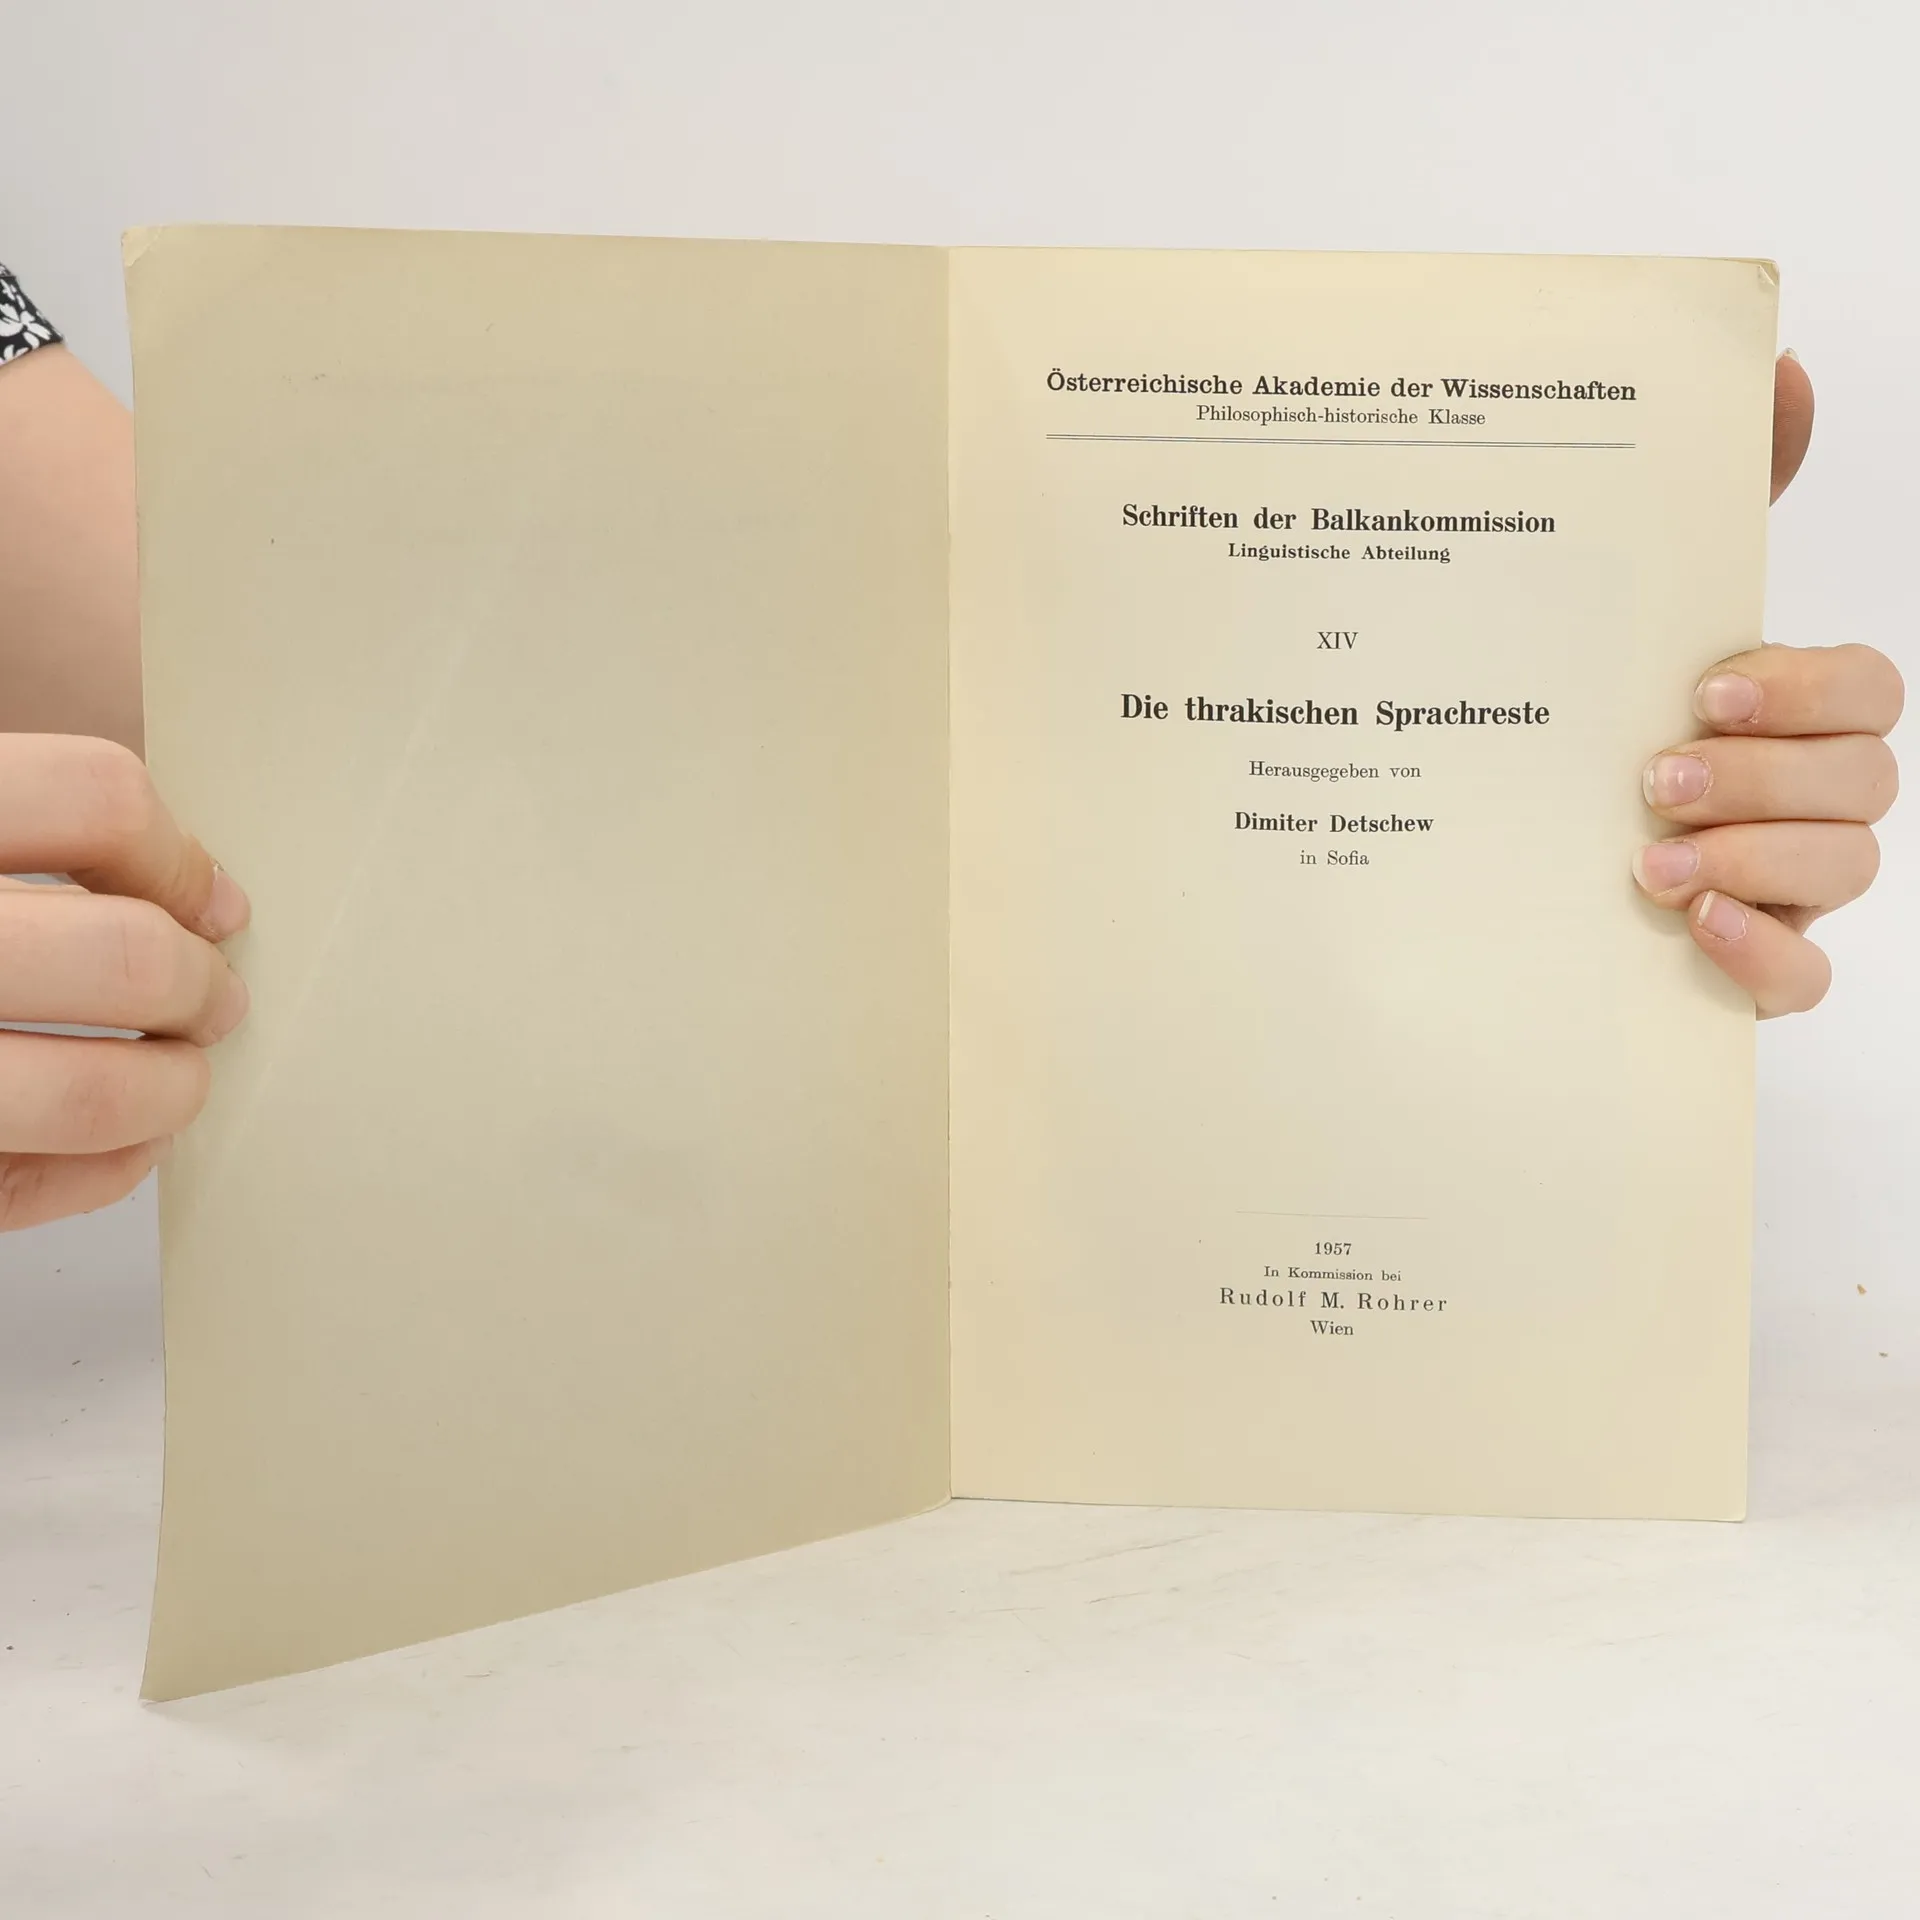 Österreichische Akademie der Wissenschaften
Philosophisch-historische Klasse
Schriften der Balkankommission
Linguistische Abteilung
XIV
Die thrakischen Sprachreste
Herausgegeben von
Dimiter Detschew
in Sofia
1957
In Kommission bei
Rudolf M. Rohrer
Wien